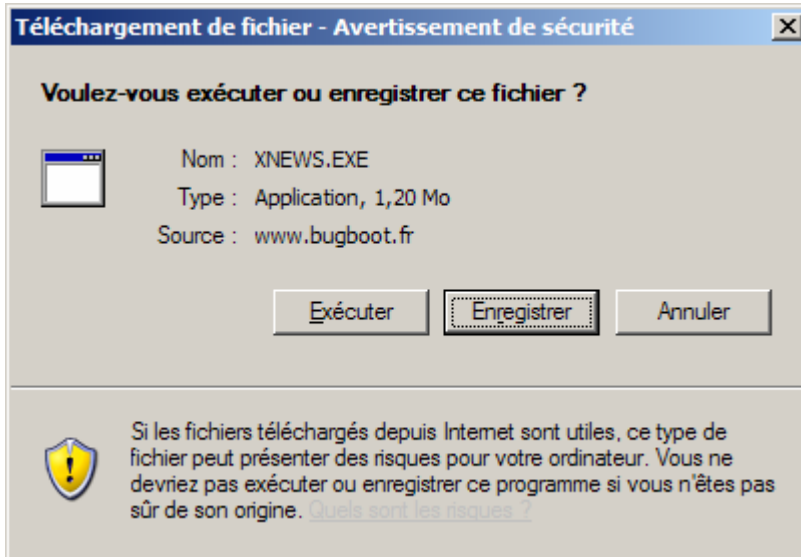 Téléchargement de fichier - Avertissement de sécurité
Voulez-vous exécuter ou enregistrer ce fichier ?
Nom : XNEWS.EXE
Type : Application, 1,20 Mo
Source : www.bugboot.fr
Exécuter Enregistrer Annuler
Si les fichiers téléchargés depuis Internet sont utiles, ce type de
fichier peut présenter des risques pour votre ordinateur. Vous ne
devriez pas exécuter ou enregistrer ce programme si vous n'êtes pas
sûr de son origine. Quels sont les risques ?